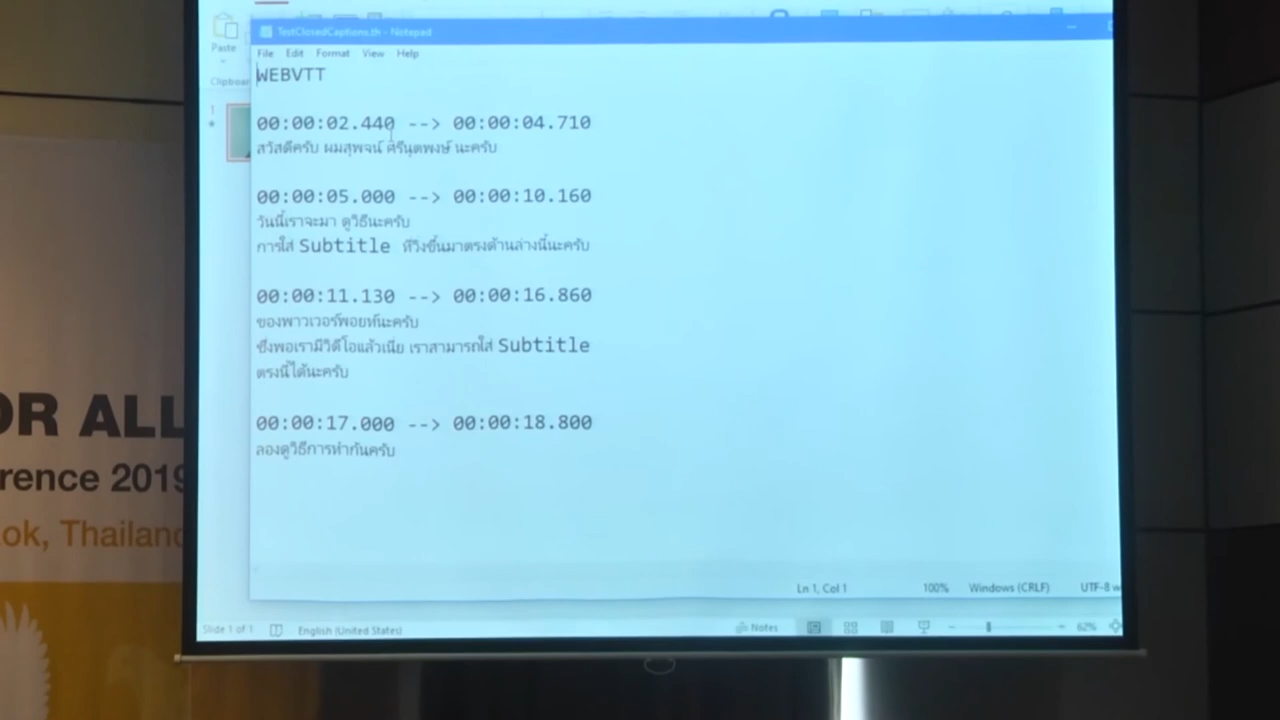 TestClosedCaptions.th - Notepad
Paste
File Edit Format View Help
Clipboar
WEBVTT
1
00:00:02.440 --> 00:00:04.710
สวัสดีครับ ผมสุพจน์ ศรีนุตพงษ์ นะครับ
00:00:05.000 --> 00:00:10.160
วันนี้เราจะมา ดูวิธีนะครับ
การใส่ Subtitle ที่วิ่งขึ้นมาตรงด้านล่างนี้นะครับ
00:00:11.130 --> 00:00:16.860
ของพาวเวอร์พอยท์นะครับ
ซึ่งพอเรามีวิดีโอแล้วเนี่ย เราสามารถใส่ Subtitle
ตรงนี้ได้นะครับ
00:00:17.000 --> 00:00:18.800
ลองดูวิธีการทำกันครับ
OR ALL
rence 2019
ok, Thailand
Ln 1, Col 1 100% Windows (CRLF) UTF-8 w
Slide 1 of 1 English (United States) Notes 62%